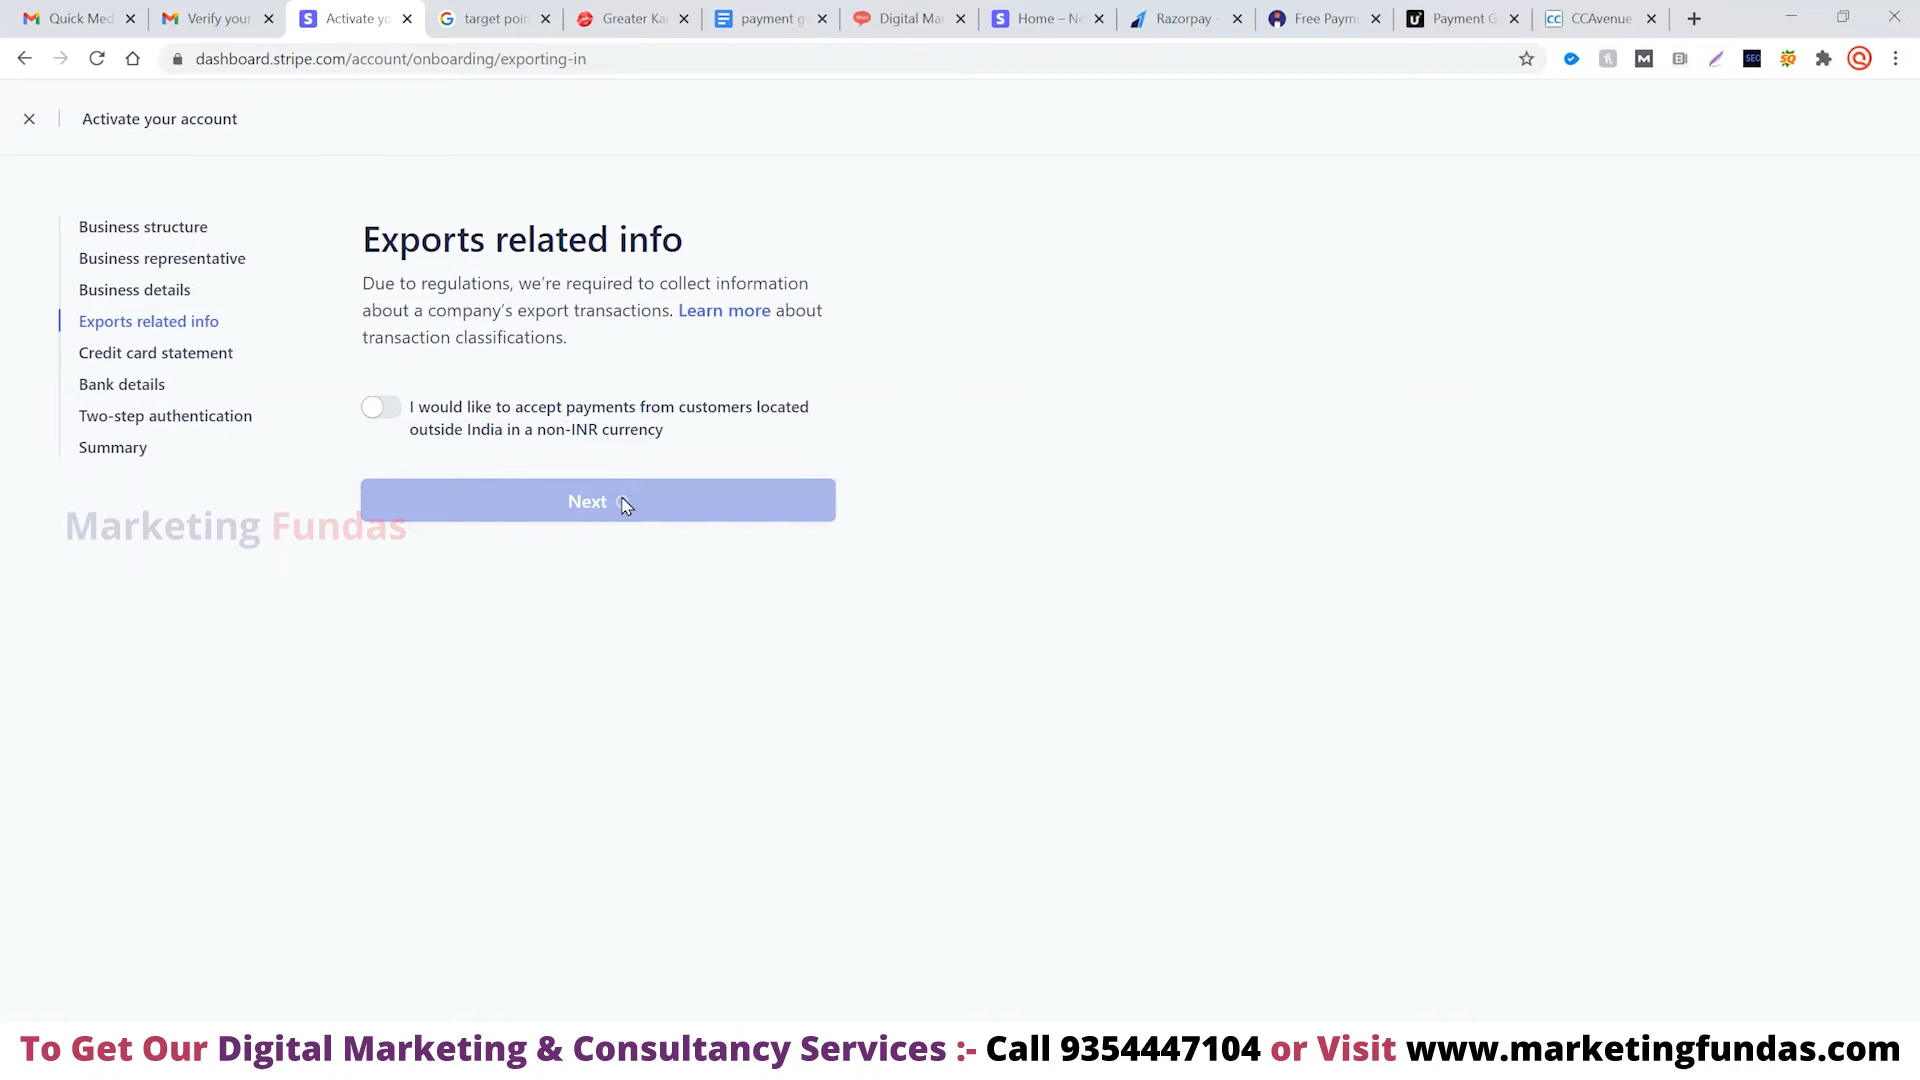 Quick Med
Verify your
Activate yo
target poin
Greater Ka
payment g
Digital Ma
Home – Ne
Razorpay -
Free Paym
Payment G
CCAvenue
dashboard.stripe.com/account/onboarding/exporting-in
Activate your account
Business structure
Business representative
Business details
Exports related info
Credit card statement
Bank details
Two-step authentication
Summary
Exports related info
Due to regulations, we're required to collect information
about a company's export transactions. Learn more about
transaction classifications.
I would like to accept payments from customers located
outside India in a non-INR currency
Next
Marketing Fundas
To Get Our Digital Marketing & Consultancy Services :- Call 9354447104 or Visit www.marketingfundas.com